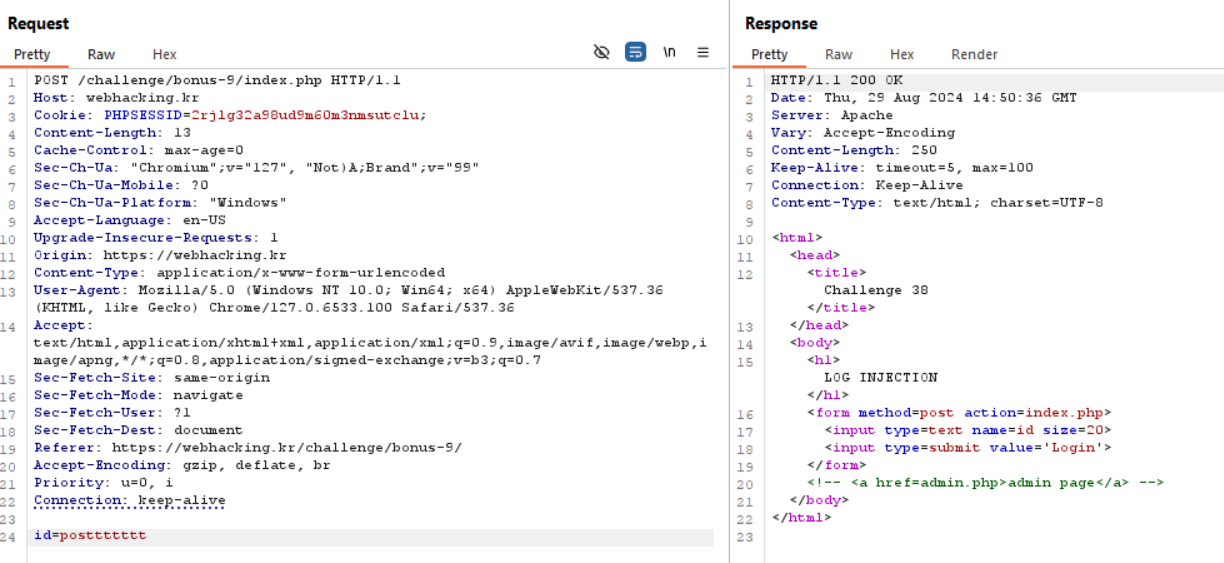 Request
Pretty Raw Hex
\n
1 POST /challenge/bonus-9/index.php HTTP/1.1
2 Host: webhacking.kr
3 Cookie: PHPSESSID=2rjlg32a98ud9m60m3nmsutclu;
4 Content-Length: 13
5 Cache-Control: max-age=0
6 Sec-Ch-Ua: "Chromium";v="127", "Not)A;Brand";v="99"
7 Sec-Ch-Ua-Mobile: ?0
8 Sec-Ch-Ua-Platform: "Windows"
9 Accept-Language: en-US
10 Upgrade-Insecure-Requests: 1
11 Origin: https://webhacking.kr
12 Content-Type: application/x-www-form-urlencoded
13 User-Agent: Mozilla/5.0 (Windows NT 10.0; Win64; x64) AppleWebKit/537.36
(KHTML, like Gecko) Chrome/127.0.6533.100 Safari/537.36
14 Accept:
text/html,application/xhtml+xml,application/xml;q=0.9,image/avif,image/webp,i
mage/apng,*/*;q=0.8,application/signed-exchange;v=b3;q=0.7
15 Sec-Fetch-Site: same-origin
16 Sec-Fetch-Mode: navigate
17 Sec-Fetch-User: ?1
18 Sec-Fetch-Dest: document
19 Referer: https://webhacking.kr/challenge/bonus-9/
20 Accept-Encoding: gzip, deflate, br
21 Priority: u=0, i
22 Connection: keep-alive
23
24 id=posttttttt
Response
Pretty Raw Hex Render
1 HTTP/1.1 200 OK
2 Date: Thu, 29 Aug 2024 14:50:36 GMT
3 Server: Apache
4 Vary: Accept-Encoding
5 Content-Length: 250
6 Keep-Alive: timeout=5, max=100
7 Connection: Keep-Alive
8 Content-Type: text/html; charset=UTF-8
9
10 <html>
11 <head>
12 <title>
Challenge 38
</title>
13 </head>
14 <body>
15 <h1>
LOG INJECTION
</h1>
16 <form method=post action=index.php>
17 <input type=text name=id size=20>
18 <input type=submit value='Login'>
19 </form>
20 <!-- <a href=admin.php>admin page</a> -->
21 </body>
22 </html>
23